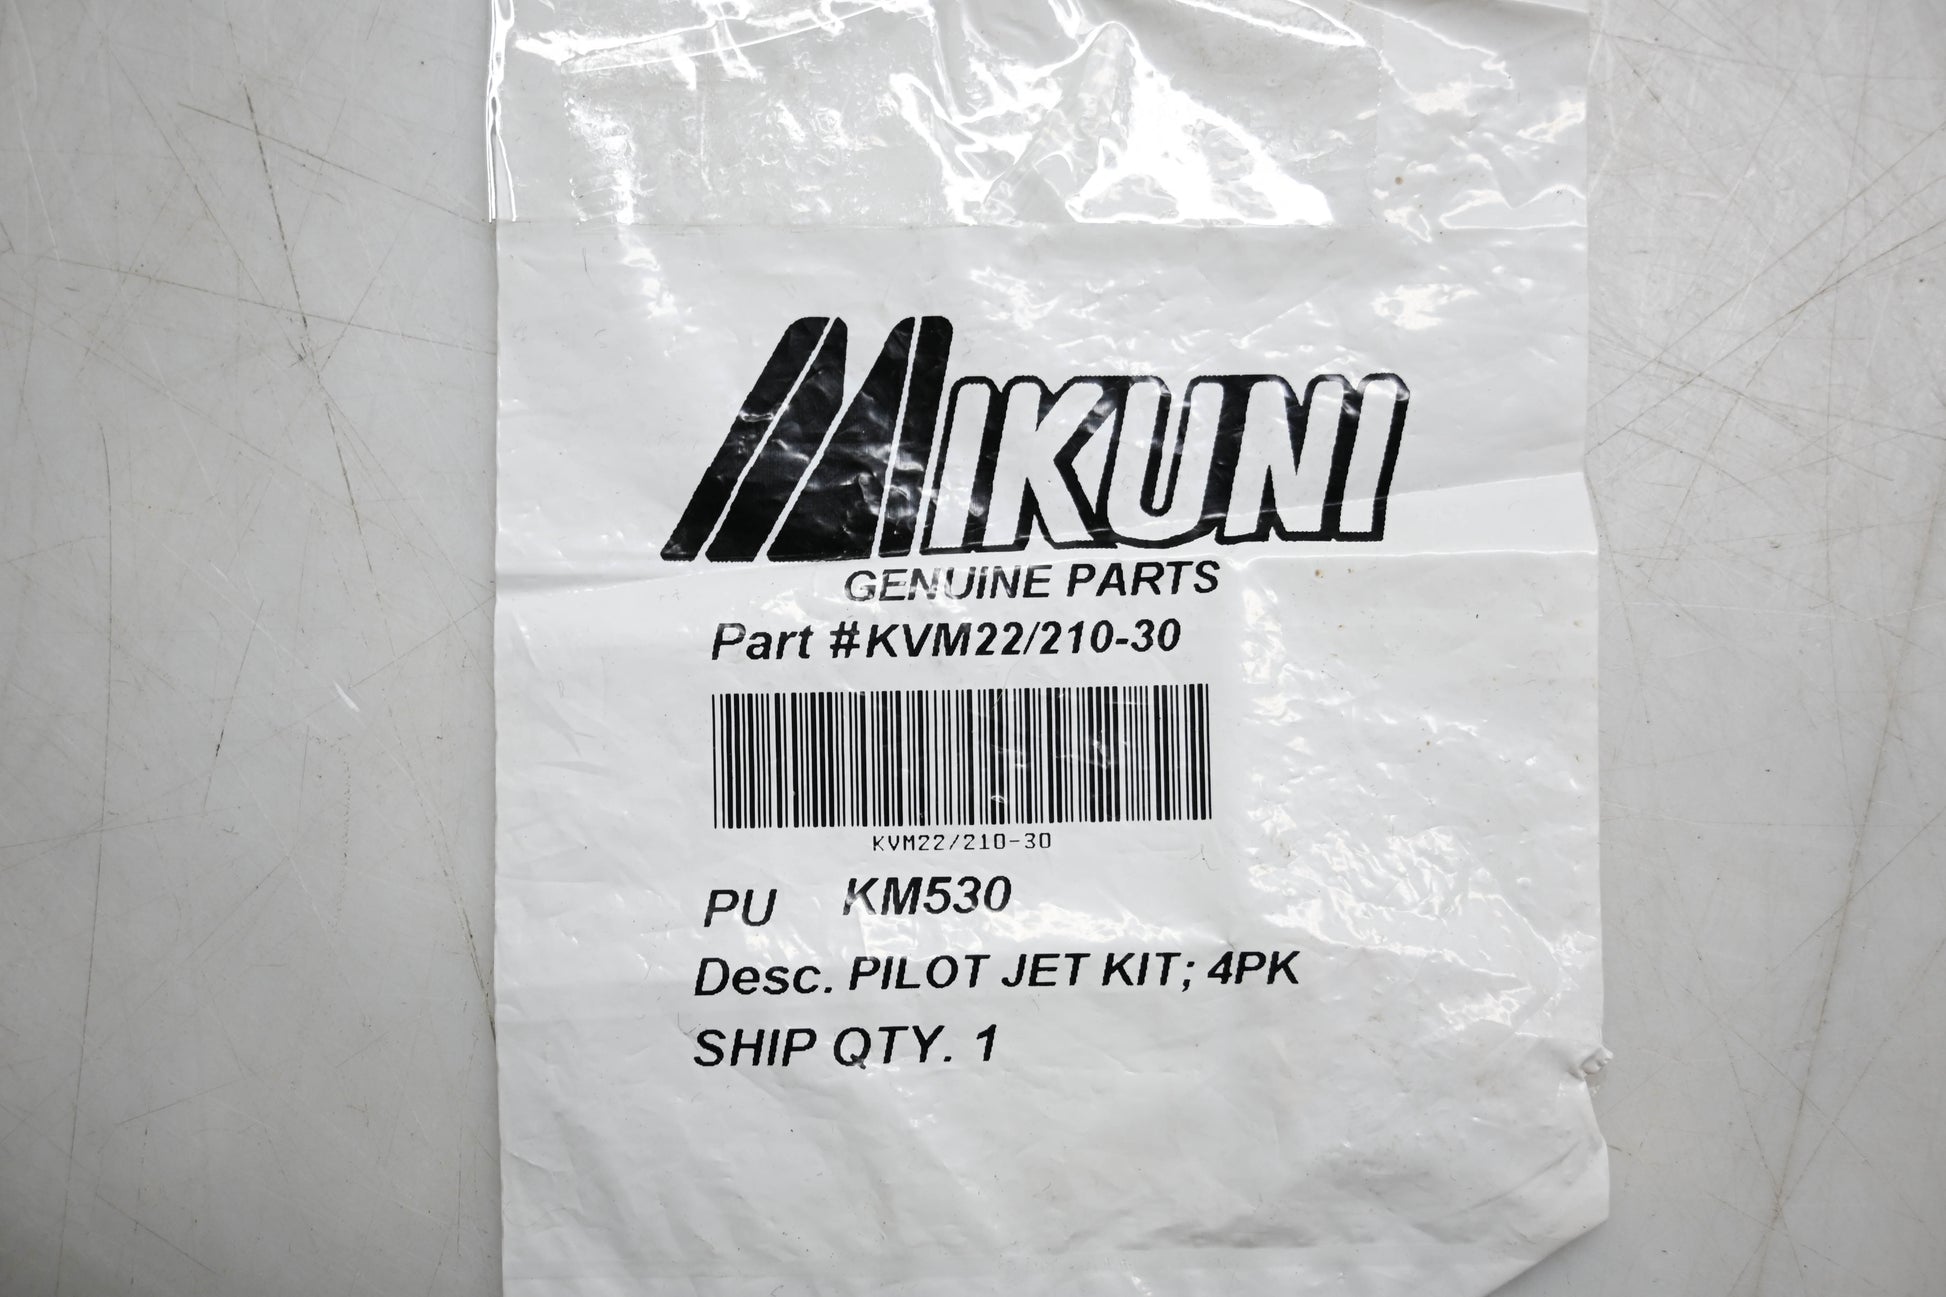 MIKUNI
GENUINE PARTS
Part #KVM22/210-30
KVM22/210-30
PU KM530
Desc. PILOT JET KIT; 4PK
SHIP QTY. 1